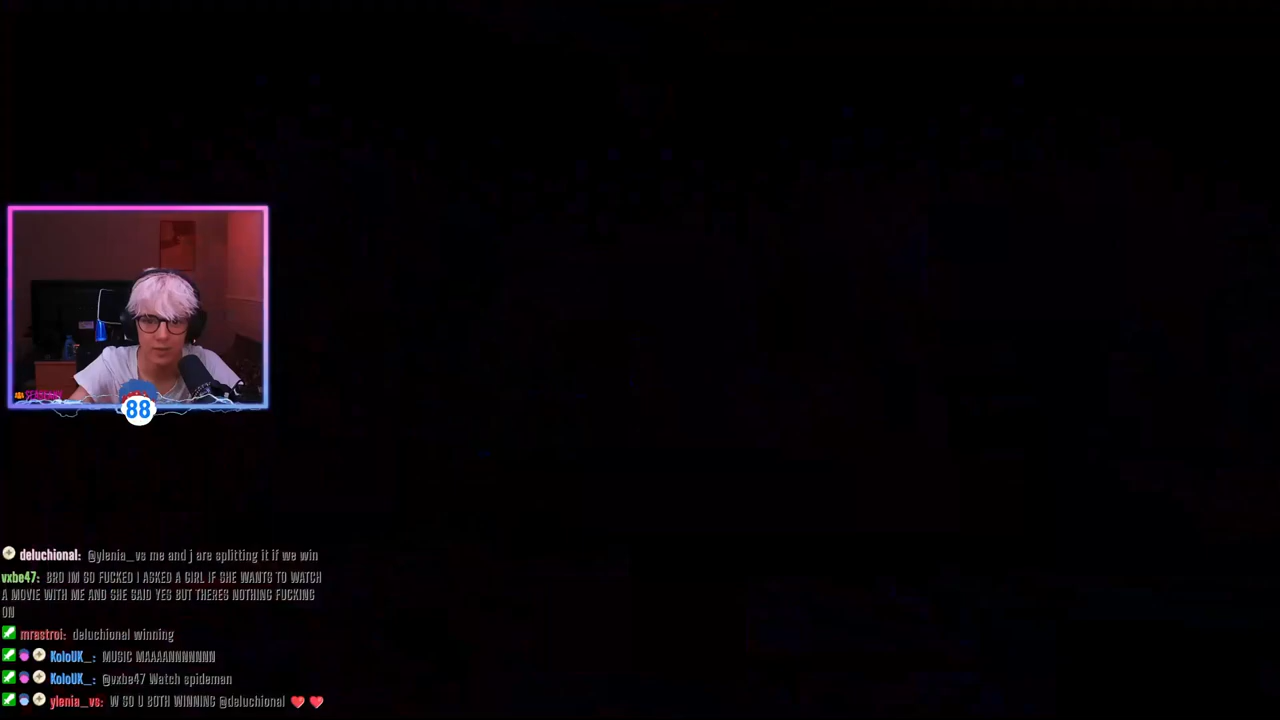 88
deluchional: @ylenia_vs me and j are splitting it if we win
vxbe47: BRO IM SO FUCKED I ASKED A GIRL IF SHE WANTS TO WATCH
A MOVIE WITH ME AND SHE SAID YES BUT THERES NOTHING FUCKING
ON
mrastroi: deluchional winning
KoloUK_: MUSIC MAAAANNNNNNN
KoloUK_: @vxbe47 Watch spideman
ylenia_vs: W SO U BOTH WINNING @deluchional